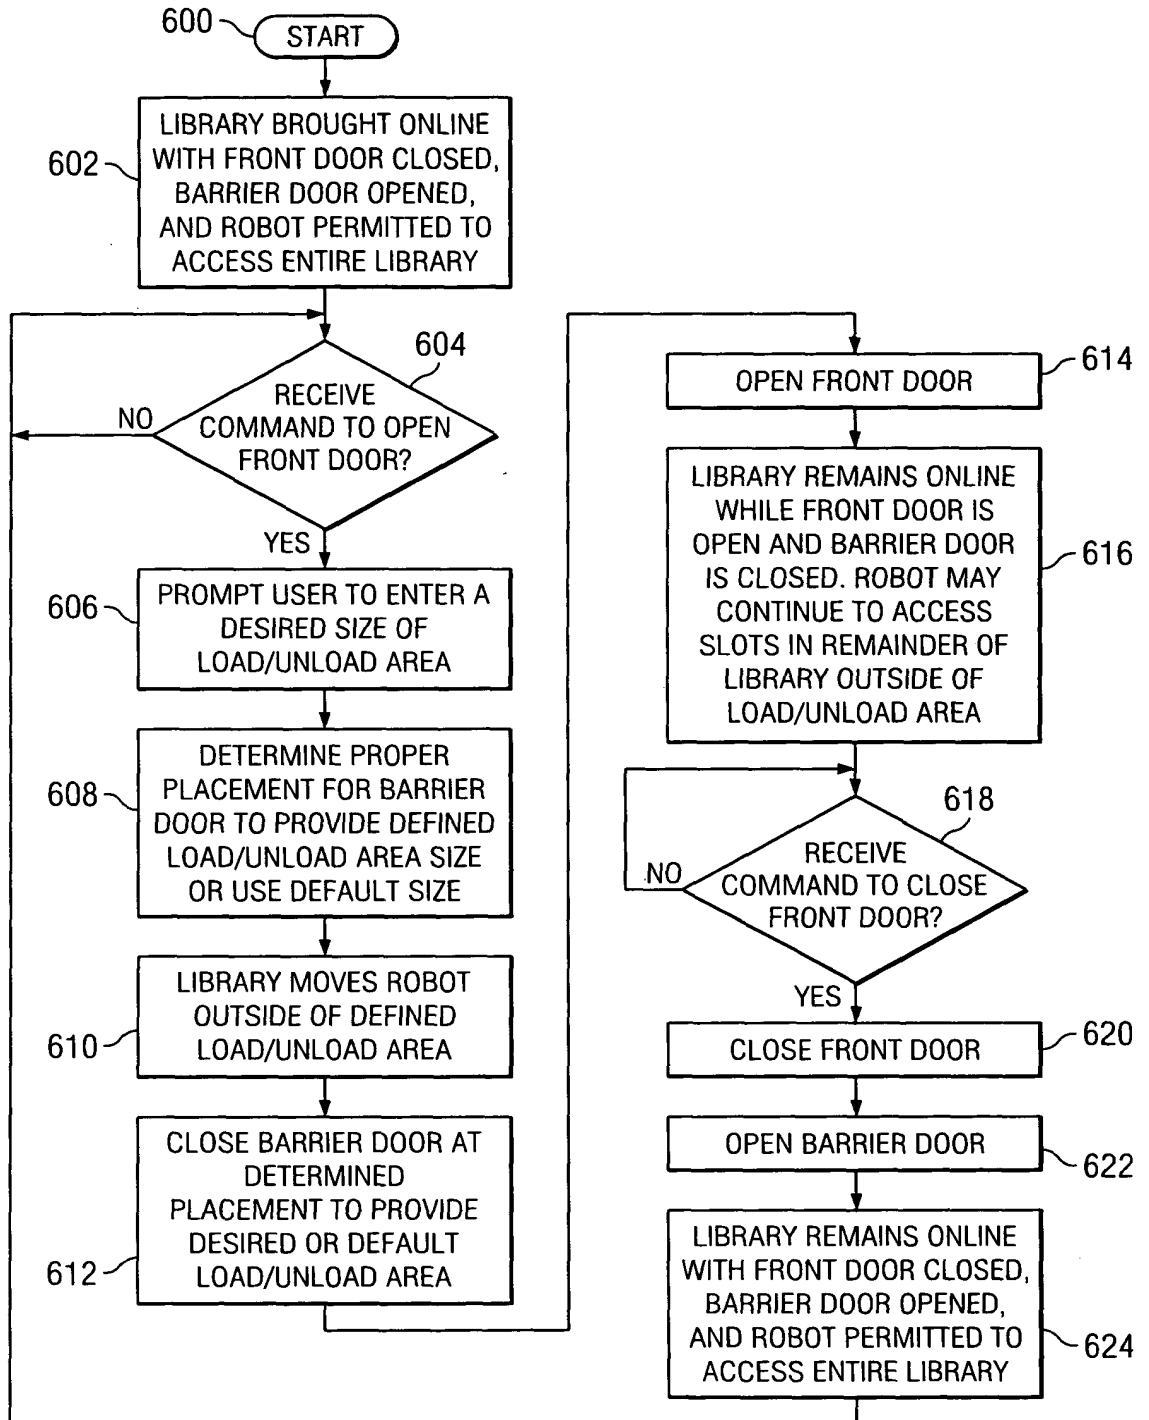 600
START
602
LIBRARY BROUGHT ONLINE
WITH FRONT DOOR CLOSED,
BARRIER DOOR OPENED,
AND ROBOT PERMITTED TO
ACCESS ENTIRE LIBRARY
604
RECEIVE
COMMAND TO OPEN
FRONT DOOR?
NO
YES
606
PROMPT USER TO ENTER A
DESIRED SIZE OF
LOAD/UNLOAD AREA
608
DETERMINE PROPER
PLACEMENT FOR BARRIER
DOOR TO PROVIDE DEFINED
LOAD/UNLOAD AREA SIZE
OR USE DEFAULT SIZE
610
LIBRARY MOVES ROBOT
OUTSIDE OF DEFINED
LOAD/UNLOAD AREA
612
CLOSE BARRIER DOOR AT
DETERMINED
PLACEMENT TO PROVIDE
DESIRED OR DEFAULT
LOAD/UNLOAD AREA
614
OPEN FRONT DOOR
616
LIBRARY REMAINS ONLINE
WHILE FRONT DOOR IS
OPEN AND BARRIER DOOR
IS CLOSED. ROBOT MAY
CONTINUE TO ACCESS
SLOTS IN REMAINDER OF
LIBRARY OUTSIDE OF
LOAD/UNLOAD AREA
618
RECEIVE
COMMAND TO CLOSE
FRONT DOOR?
NO
YES
620
CLOSE FRONT DOOR
622
OPEN BARRIER DOOR
624
LIBRARY REMAINS ONLINE
WITH FRONT DOOR CLOSED,
BARRIER DOOR OPENED,
AND ROBOT PERMITTED TO
ACCESS ENTIRE LIBRARY